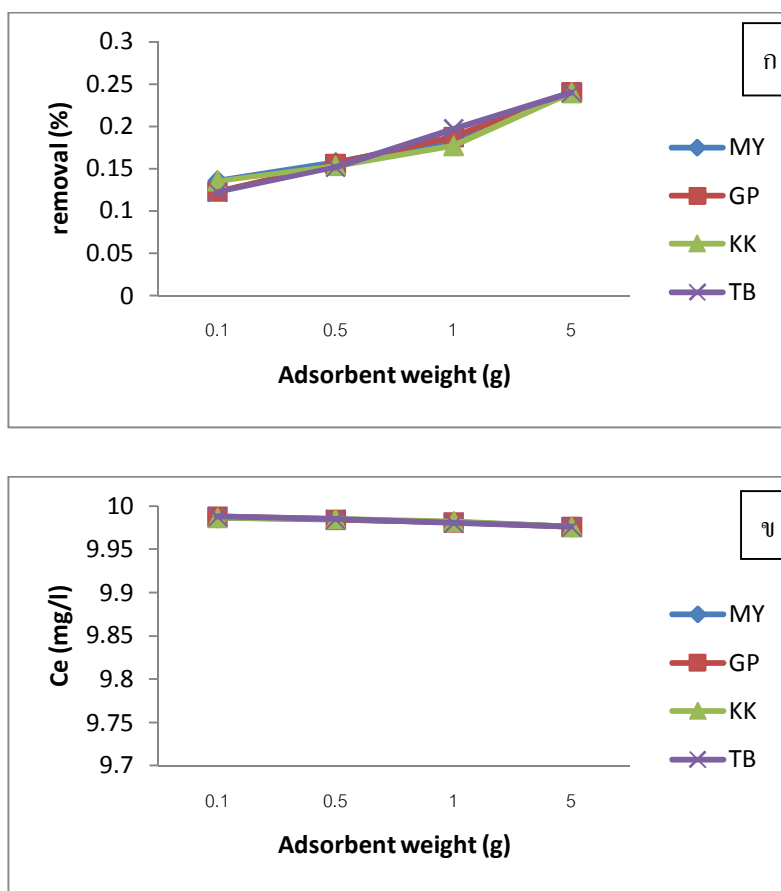 ก
removal (%)
0.3
0.25
0.2
0.15
0.1
0.05
0
0.1 0.5 1 5
Adsorbent weight (g)
MY
GP
KK
TB
ข
Ce (mg/l)
10
9.95
9.9
9.85
9.8
9.75
9.7
0.1 0.5 1 5
Adsorbent weight (g)
MY
GP
KK
TB